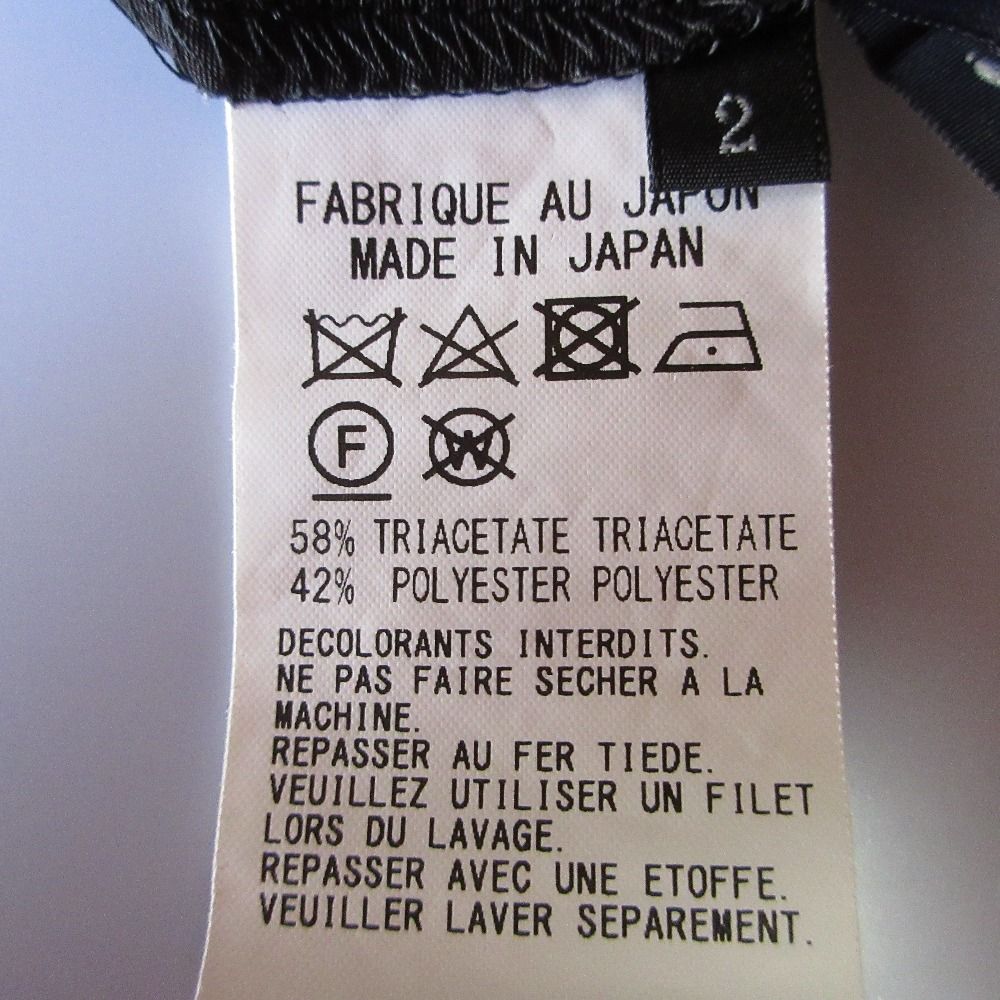 2
FABRIQUE AU JAPON
MADE IN JAPAN
F
W
58% TRIACETATE TRIACETATE
42% POLYESTER POLYESTER
DECOLORANTS INTERDITS.
NE PAS FAIRE SECHER A LA
MACHINE.
REPASSER AU FER TIEDE.
VEUILLEZ UTILISER UN FILET
LORS DU LAVAGE.
REPASSER AVEC UNE ETOFFE.
VEUILLER LAVER SEPAREMENT.